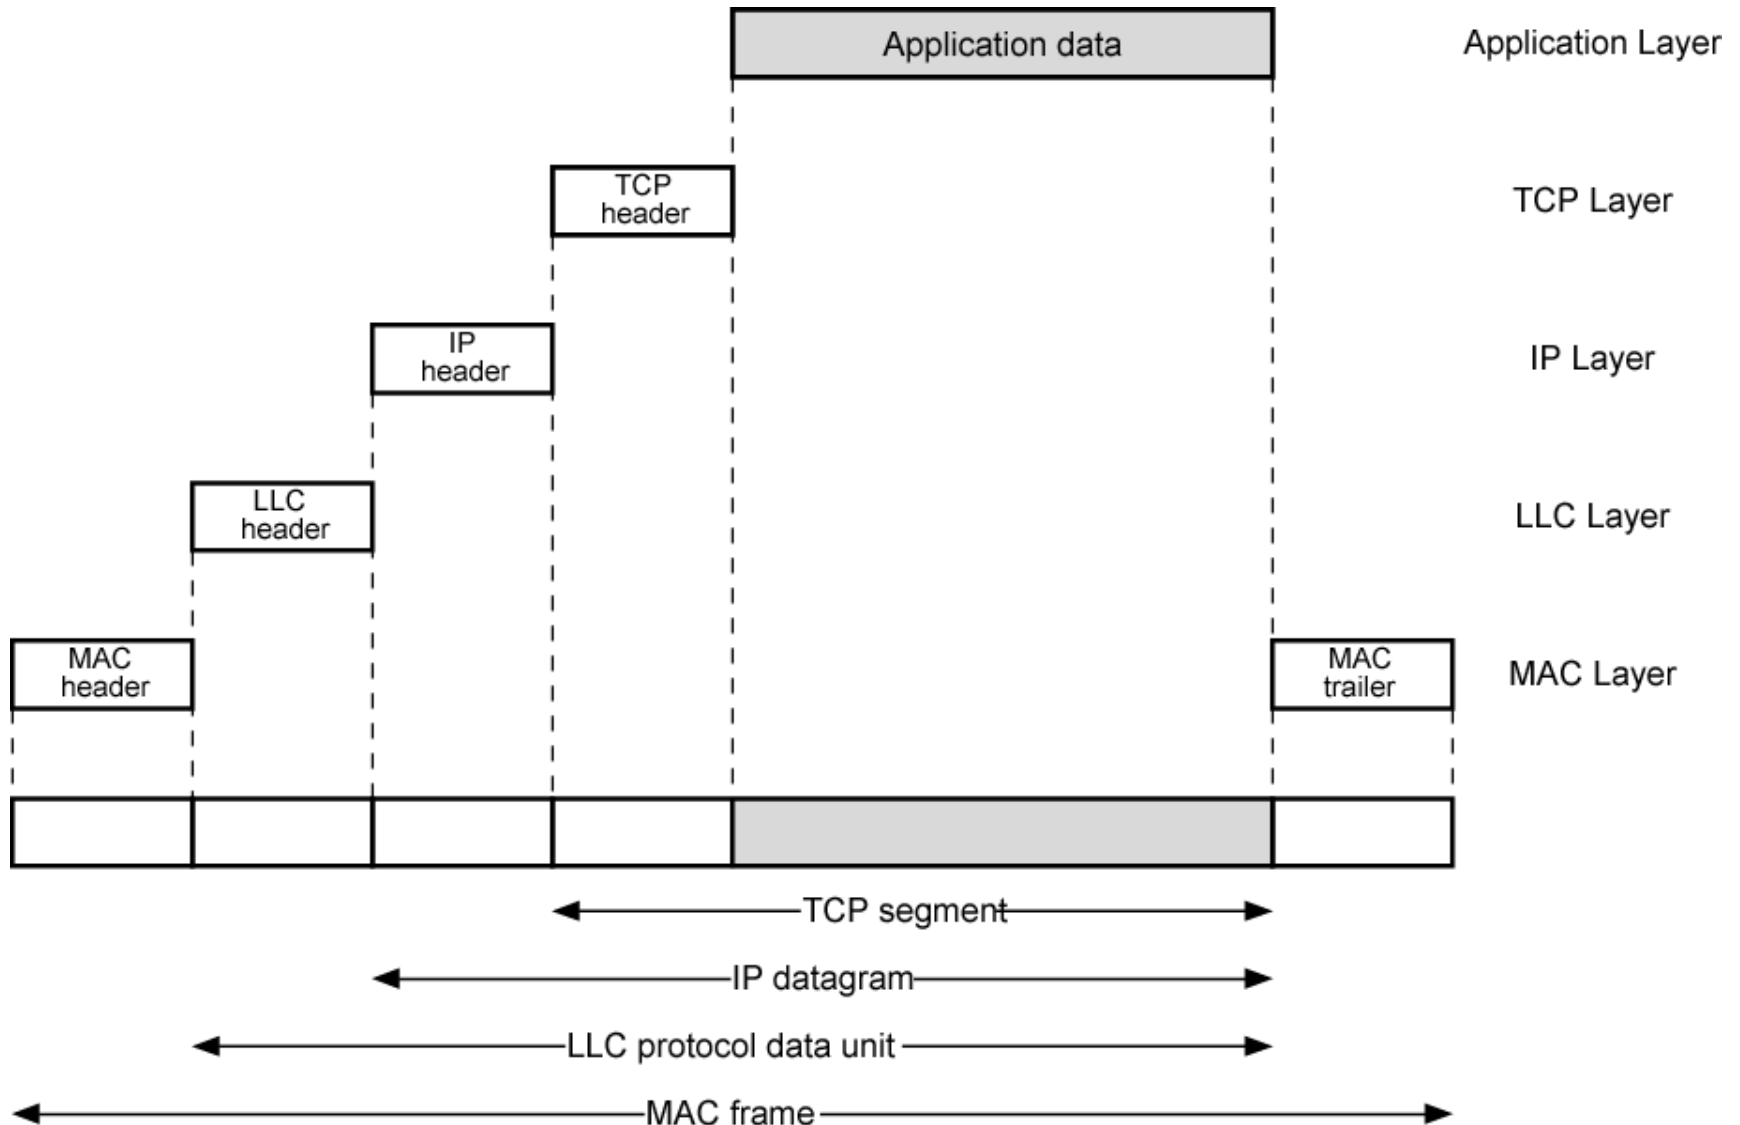 Application data
Application Layer
TCP
header
TCP Layer
IP
header
IP Layer
LLC
header
LLC Layer
MAC
header
MAC
trailer
MAC Layer
TCP segment
IP datagram
LLC protocol data unit
MAC frame